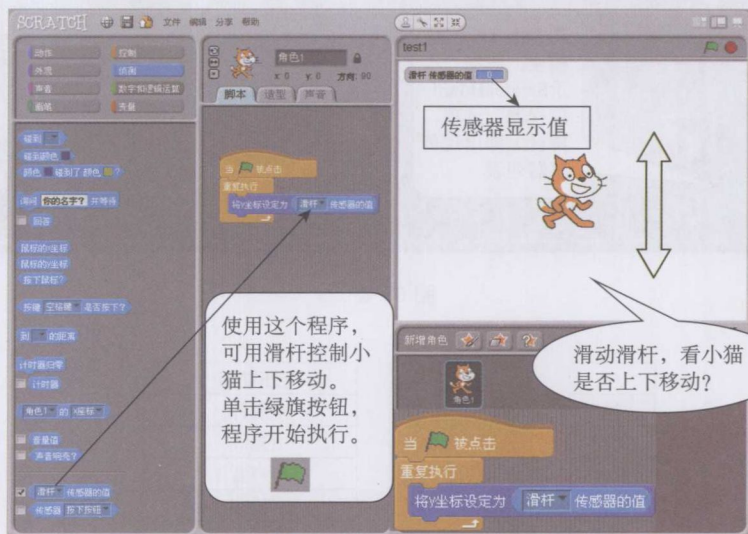 SCRATCH 文件 编辑 分享 帮助
动作 控制
外观 侦测
声音 数字和逻辑运算
画笔 变量
碰到
碰到颜色
颜色 碰到了 颜色 ?
询问 你的名字? 并等待
回答
鼠标的x坐标
鼠标的y坐标
按下鼠标?
按键 空格键 是否按下?
到 的距离
计时器归零
计时器
角色1 的 x座标
音量值
声音响亮?
滑杆 传感器的值
传感器 按下按钮
角色1
x: 0 y: 0 方向: 90
脚本 造型 声音
当 被点击
重复执行
将y坐标设定为 滑杆 传感器的值
使用这个程序,
可用滑杆控制小
猫上下移动。
单击绿旗按钮,
程序开始执行。
test1
滑杆 传感器的值 0
传感器显示值
新增角色
角色1
滑动滑杆,看小猫
是否上下移动?
当 被点击
重复执行
将y坐标设定为 滑杆 传感器的值